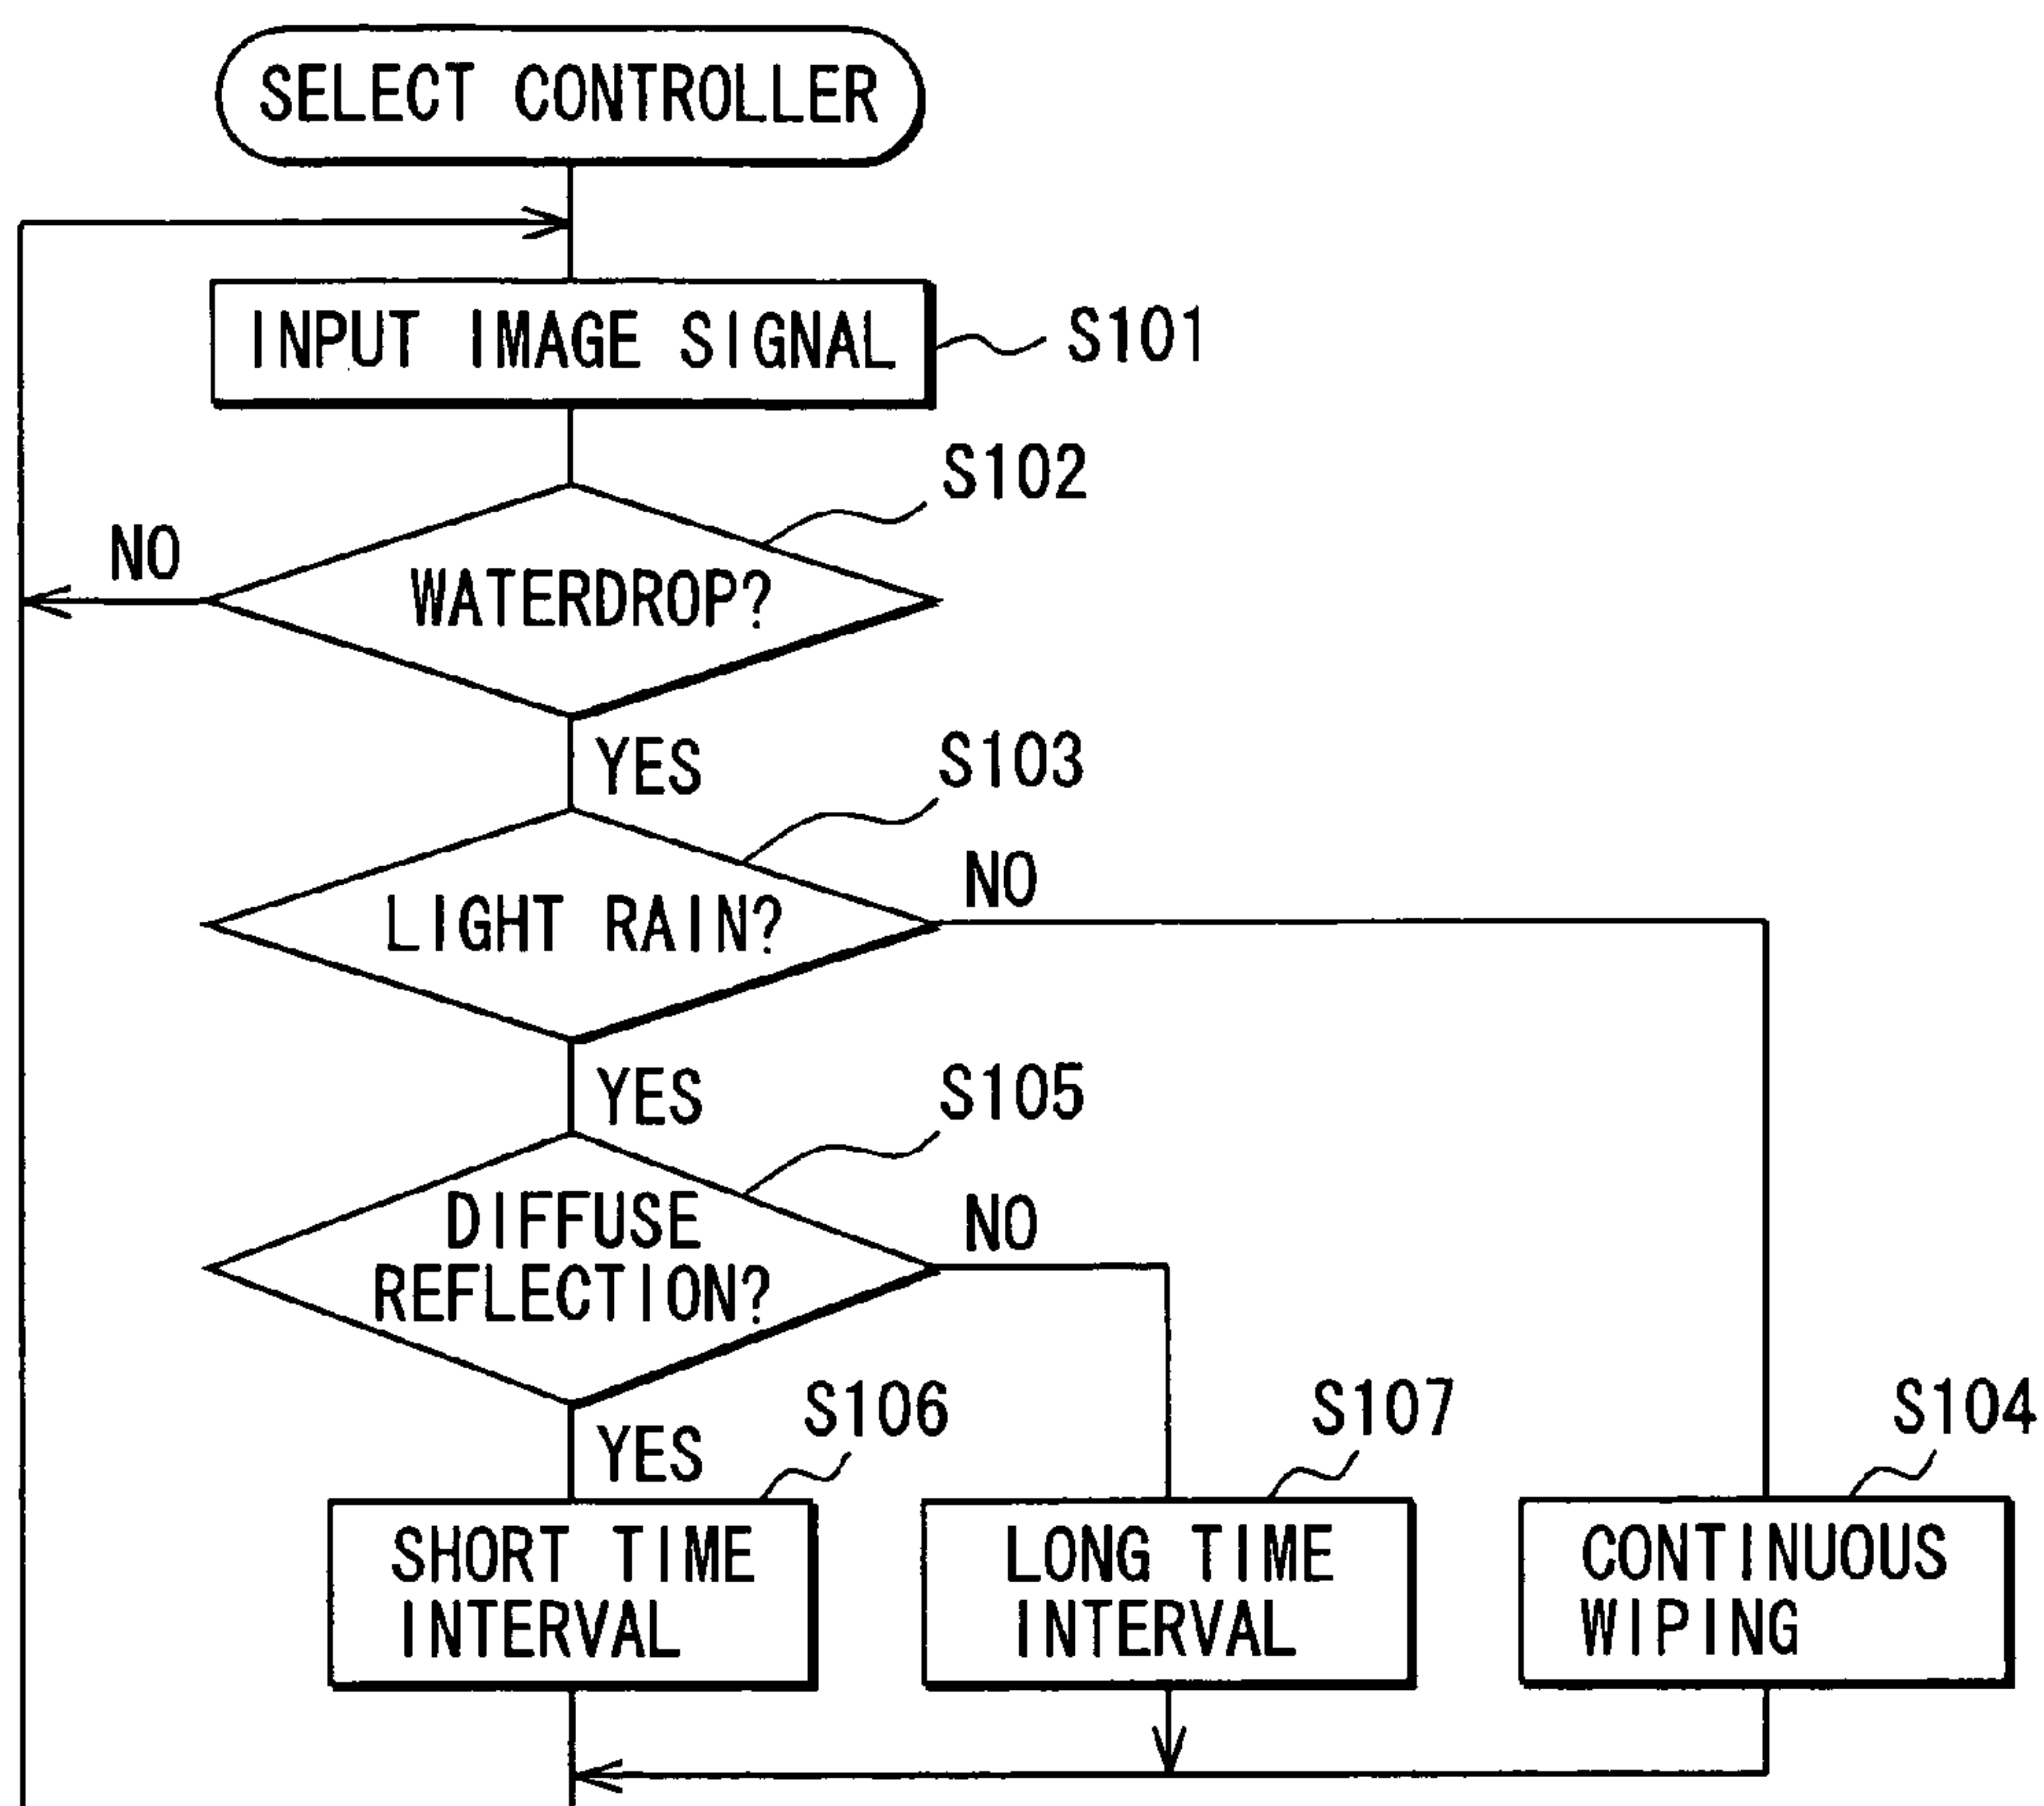 SELECT CONTROLLER
INPUT IMAGE SIGNAL
S101
S102
NO
WATERDROP?
YES
S103
NO
LIGHT RAIN?
YES
S105
DIFFUSE
REFLECTION?
NO
YES
S106
S107
S104
SHORT TIME
INTERVAL
LONG TIME
INTERVAL
CONTINUOUS
WIPING